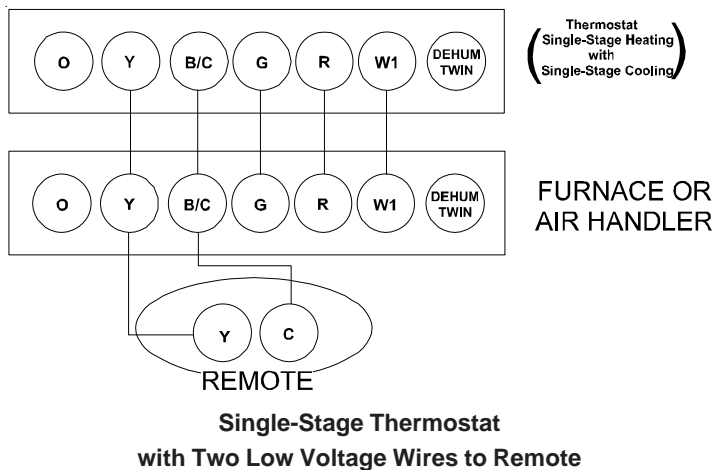 Thermostat
Single-Stage Heating
with
Single-Stage Cooling
O Y B/C G R W1 DEHUM TWIN
O Y B/C G R W1 DEHUM TWIN
FURNACE OR
AIR HANDLER
Y C
REMOTE
Single-Stage Thermostat
with Two Low Voltage Wires to Remote